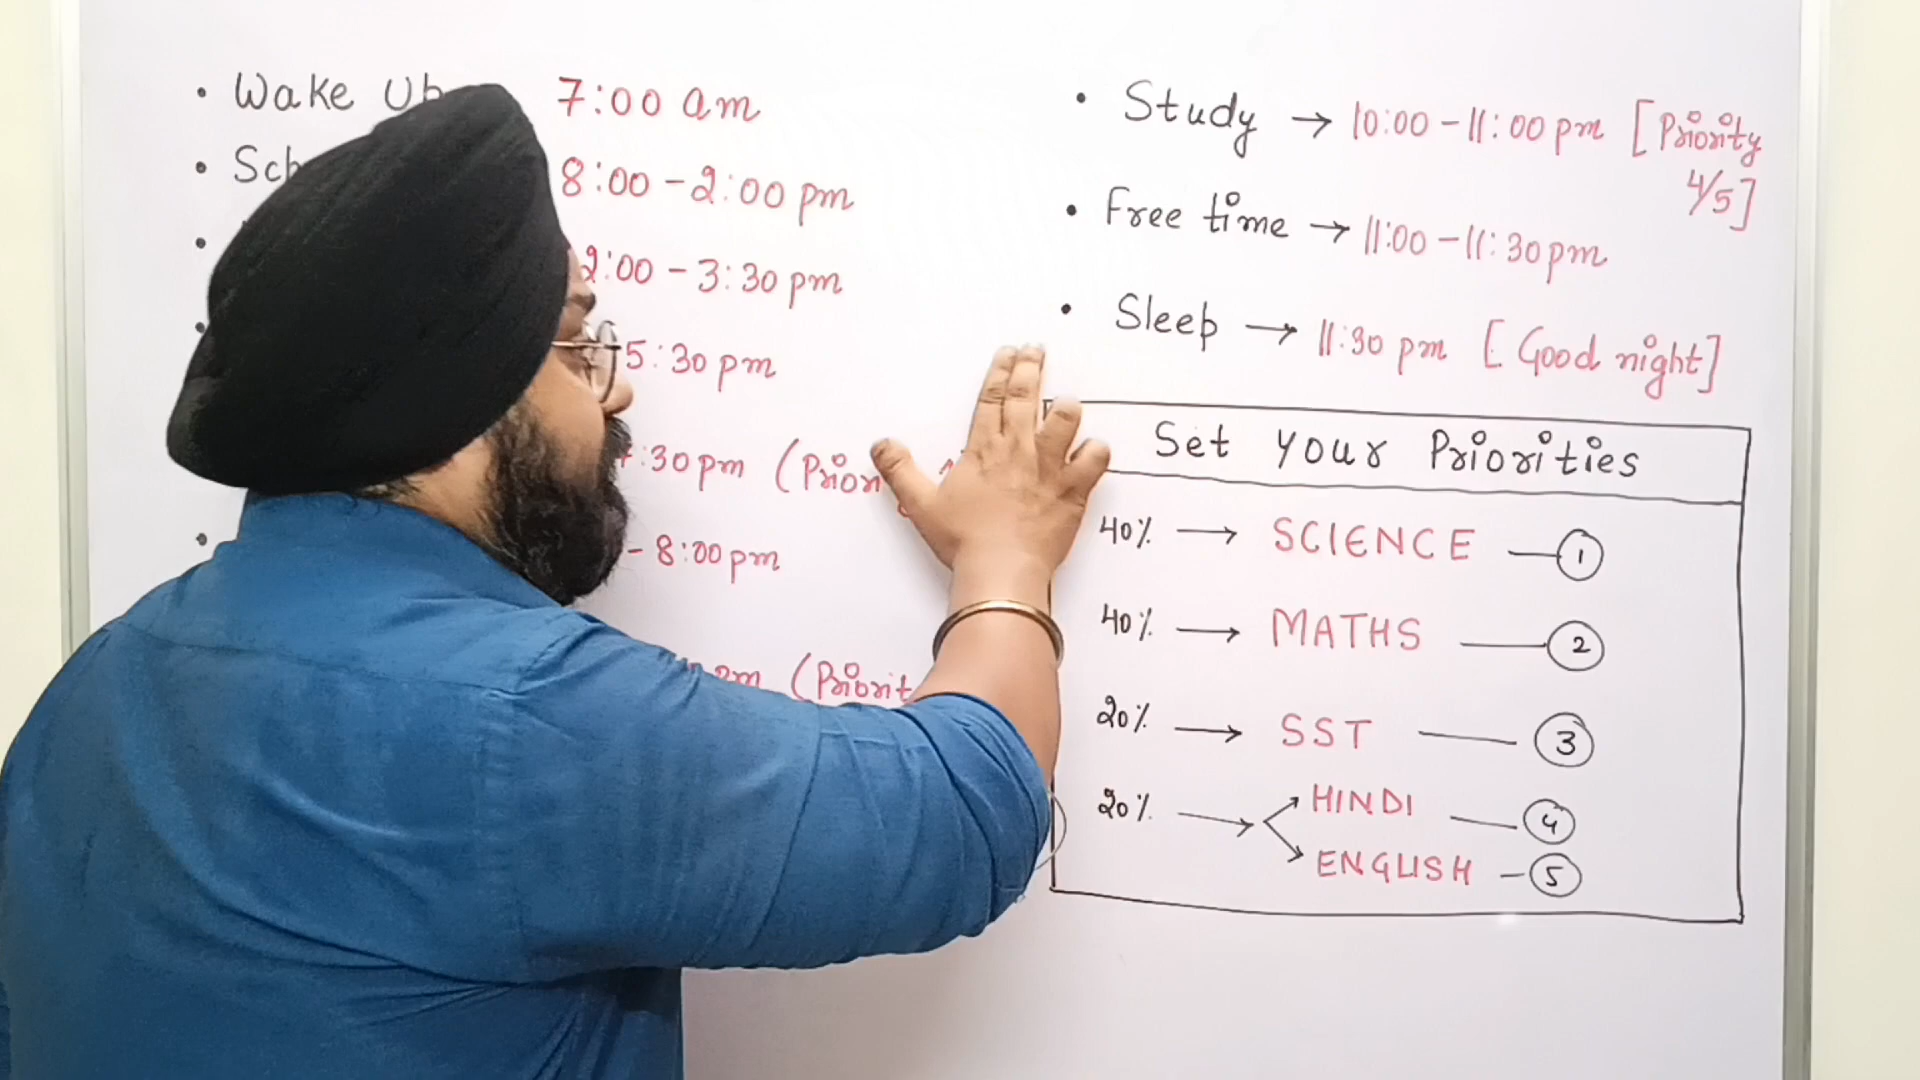 • Wake Up 7:00 am
• Sch 8:00 - 2:00 pm
• 2:00 - 3:30 pm
• 5:30 pm
:30 pm (Priori
• - 8:00 pm
pm (Priorit
• Study → 10:00 - 11:00 pm [Priority
4/5]
• Free time → 11:00 - 11:30 pm
• Sleep → 11:30 pm [Good night]
Set Your Priorities
40% → SCIENCE — 1
40% → MATHS — 2
20% → SST — 3
20% → HINDI — 4
ENGLISH — 5